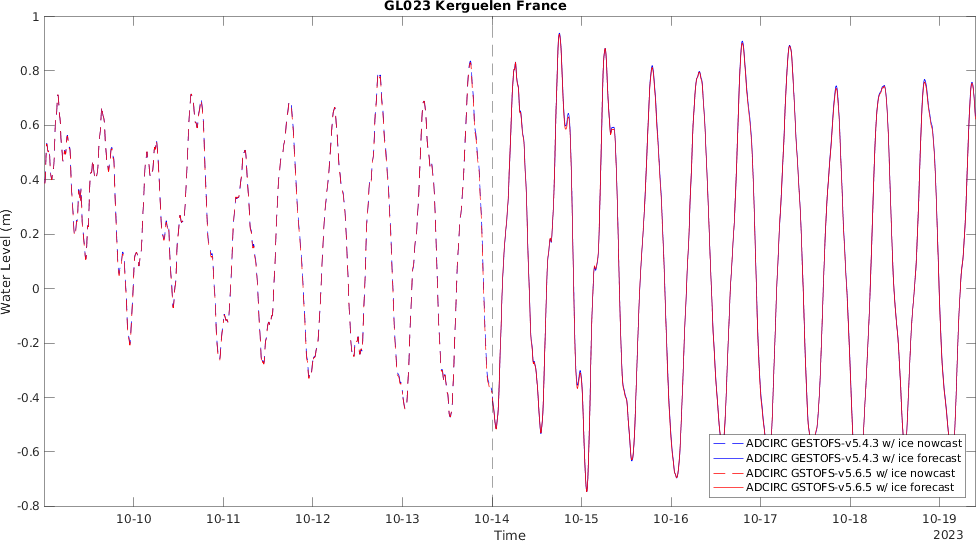 GL023 Kerguelen France
1
0.8
0.6
0.4
0.2
0
-0.2
-0.4
-0.6
-0.8
Water Level (m)
ADCIRC GESTOFS-v5.4.3 w/ ice nowcast
ADCIRC GESTOFS-v5.4.3 w/ ice forecast
ADCIRC GSTOFS-v5.6.5 w/ ice nowcast
ADCIRC GSTOFS-v5.6.5 w/ ice forecast
10-10 10-11 10-12 10-13 10-14 10-15 10-16 10-17 10-18 10-19
Time 2023